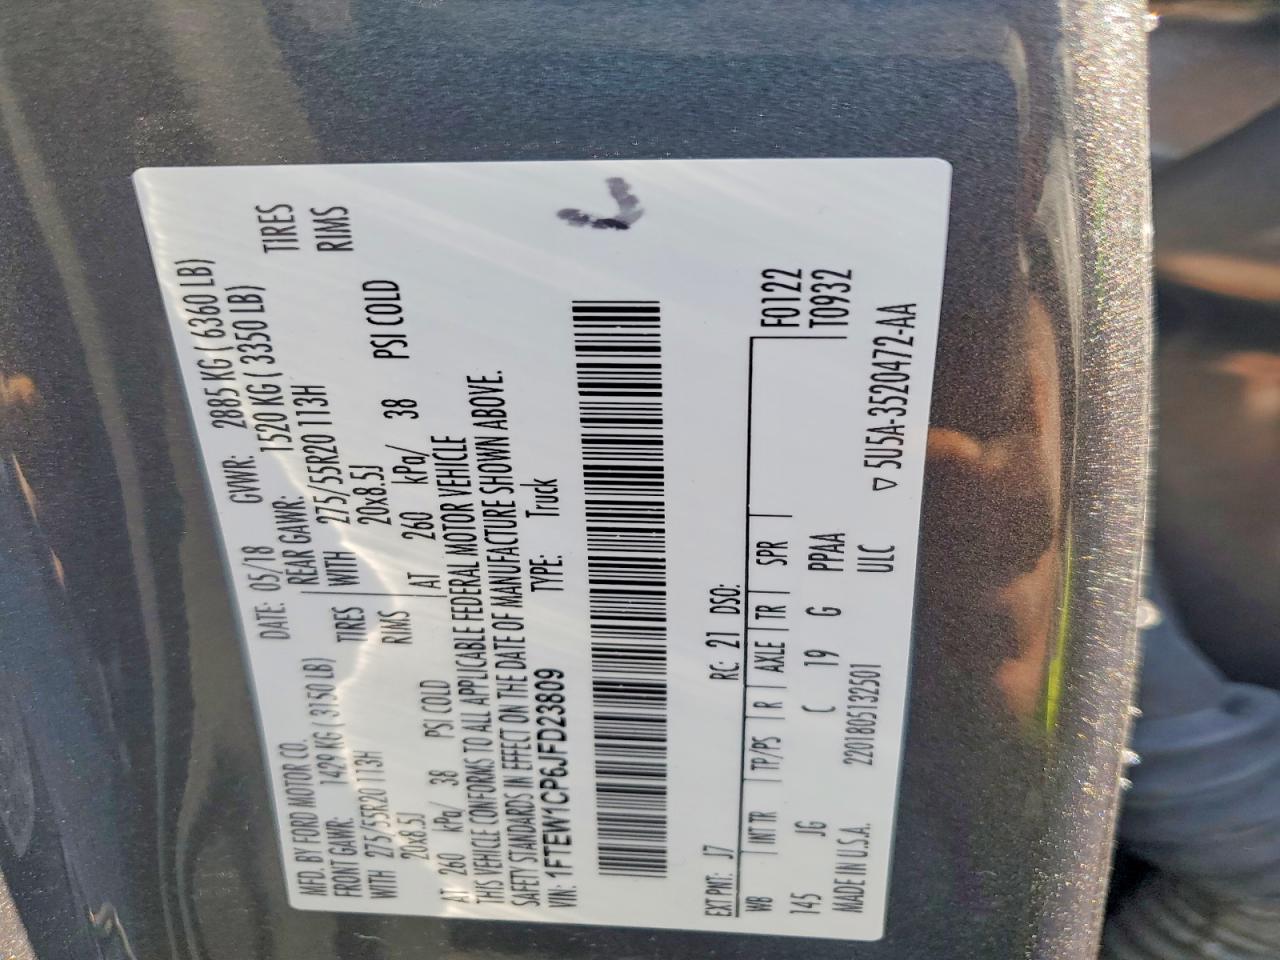 MFD. BY FORD MOTOR CO.
DATE: 05/18 GVWR: 2885 KG ( 6360 LB)
FRONT GAWR: 1429 KG ( 3150 LB)
REAR GAWR: 1520 KG ( 3350 LB)
WITH 275/55R20 113H TIRES
WITH 275/55R20 113H TIRES
20x8.5J RIMS
20x8.5J RIMS
AT 260 kPa/ 38 PSI COLD
AT 260 kPa/ 38 PSI COLD
THIS VEHICLE CONFORMS TO ALL APPLICABLE FEDERAL MOTOR VEHICLE
SAFETY STANDARDS IN EFFECT ON THE DATE OF MANUFACTURE SHOWN ABOVE.
VIN: 1FTEW1CP6JFD23809 TYPE: Truck
EXT PNT: J7 RC: 21 DSO:
WB INT TR TP/PS R AXLE TR SPR F0122
145 JG C 19 G PPAA T0932
MADE IN U.S.A. 2201805132501 ULC ▽ 5U5A-3520472-AA